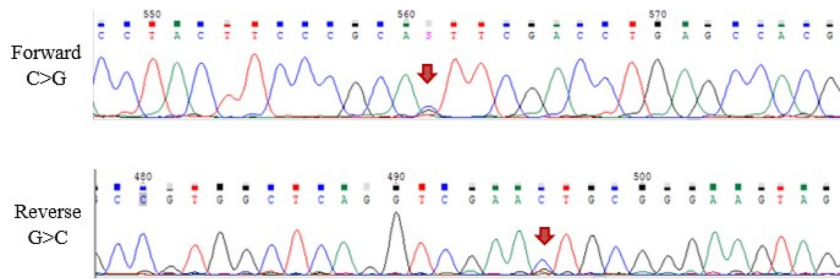 550 560 570
C C T A C T T C C C G C A S T T C G A C C T G A G C C A C G
Forward
C>G
480 490 500
C C G T G G C T C A G G T C G A A C T G C G G G A A G T A G
Reverse
G>C